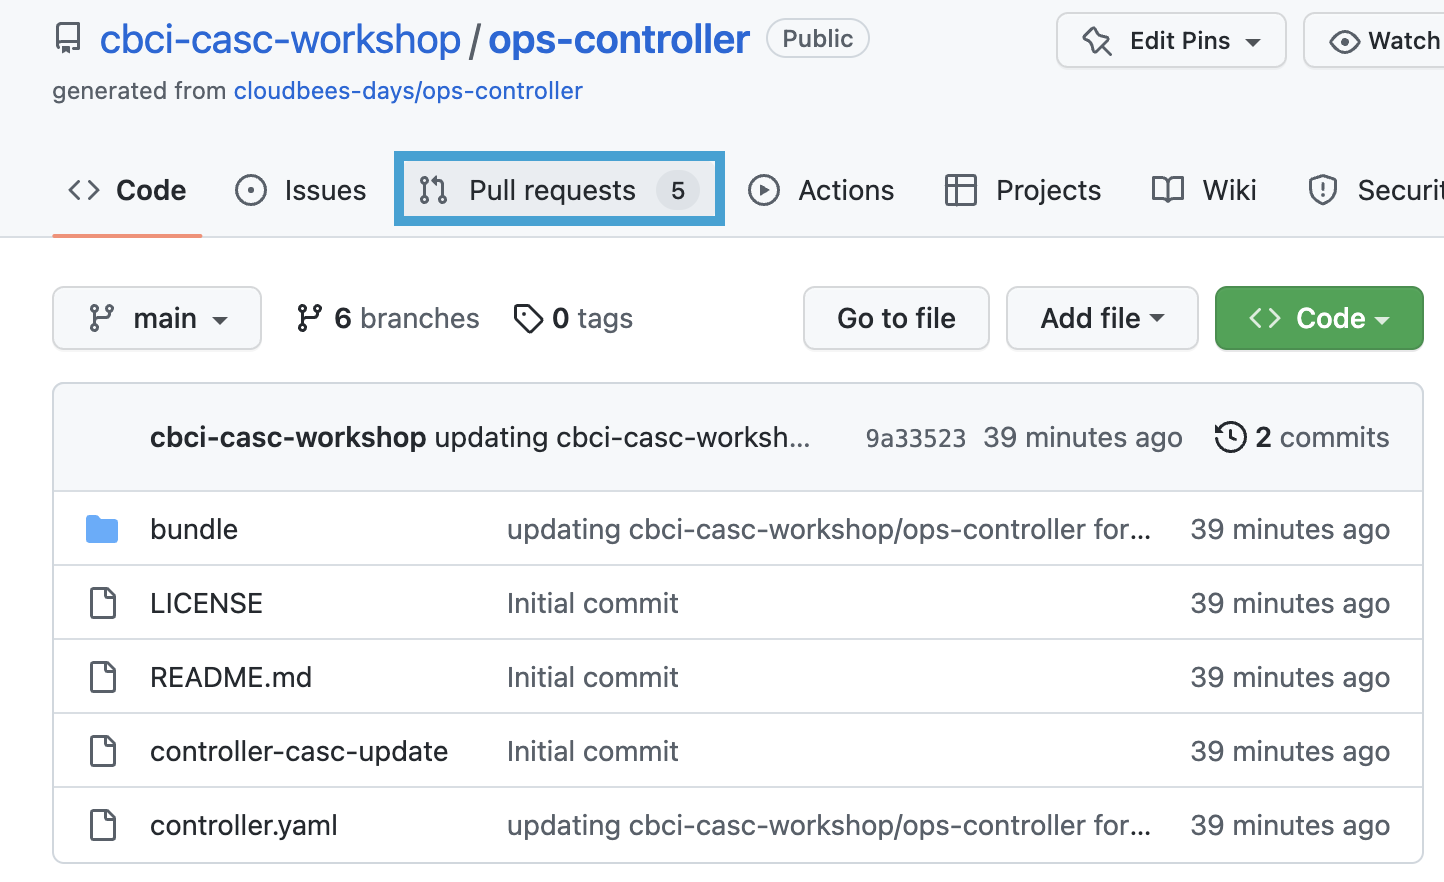 cbci-casc-workshop / ops-controller Public Edit Pins Watch
generated from cloudbees-days/ops-controller
Code Issues Pull requests 5 Actions Projects Wiki Securit
main 6 branches 0 tags Go to file Add file Code
cbci-casc-workshop updating cbci-casc-worksh... 9a33523 39 minutes ago 2 commits
bundle updating cbci-casc-workshop/ops-controller for... 39 minutes ago
LICENSE Initial commit 39 minutes ago
README.md Initial commit 39 minutes ago
controller-casc-update Initial commit 39 minutes ago
controller.yaml updating cbci-casc-workshop/ops-controller for... 39 minutes ago